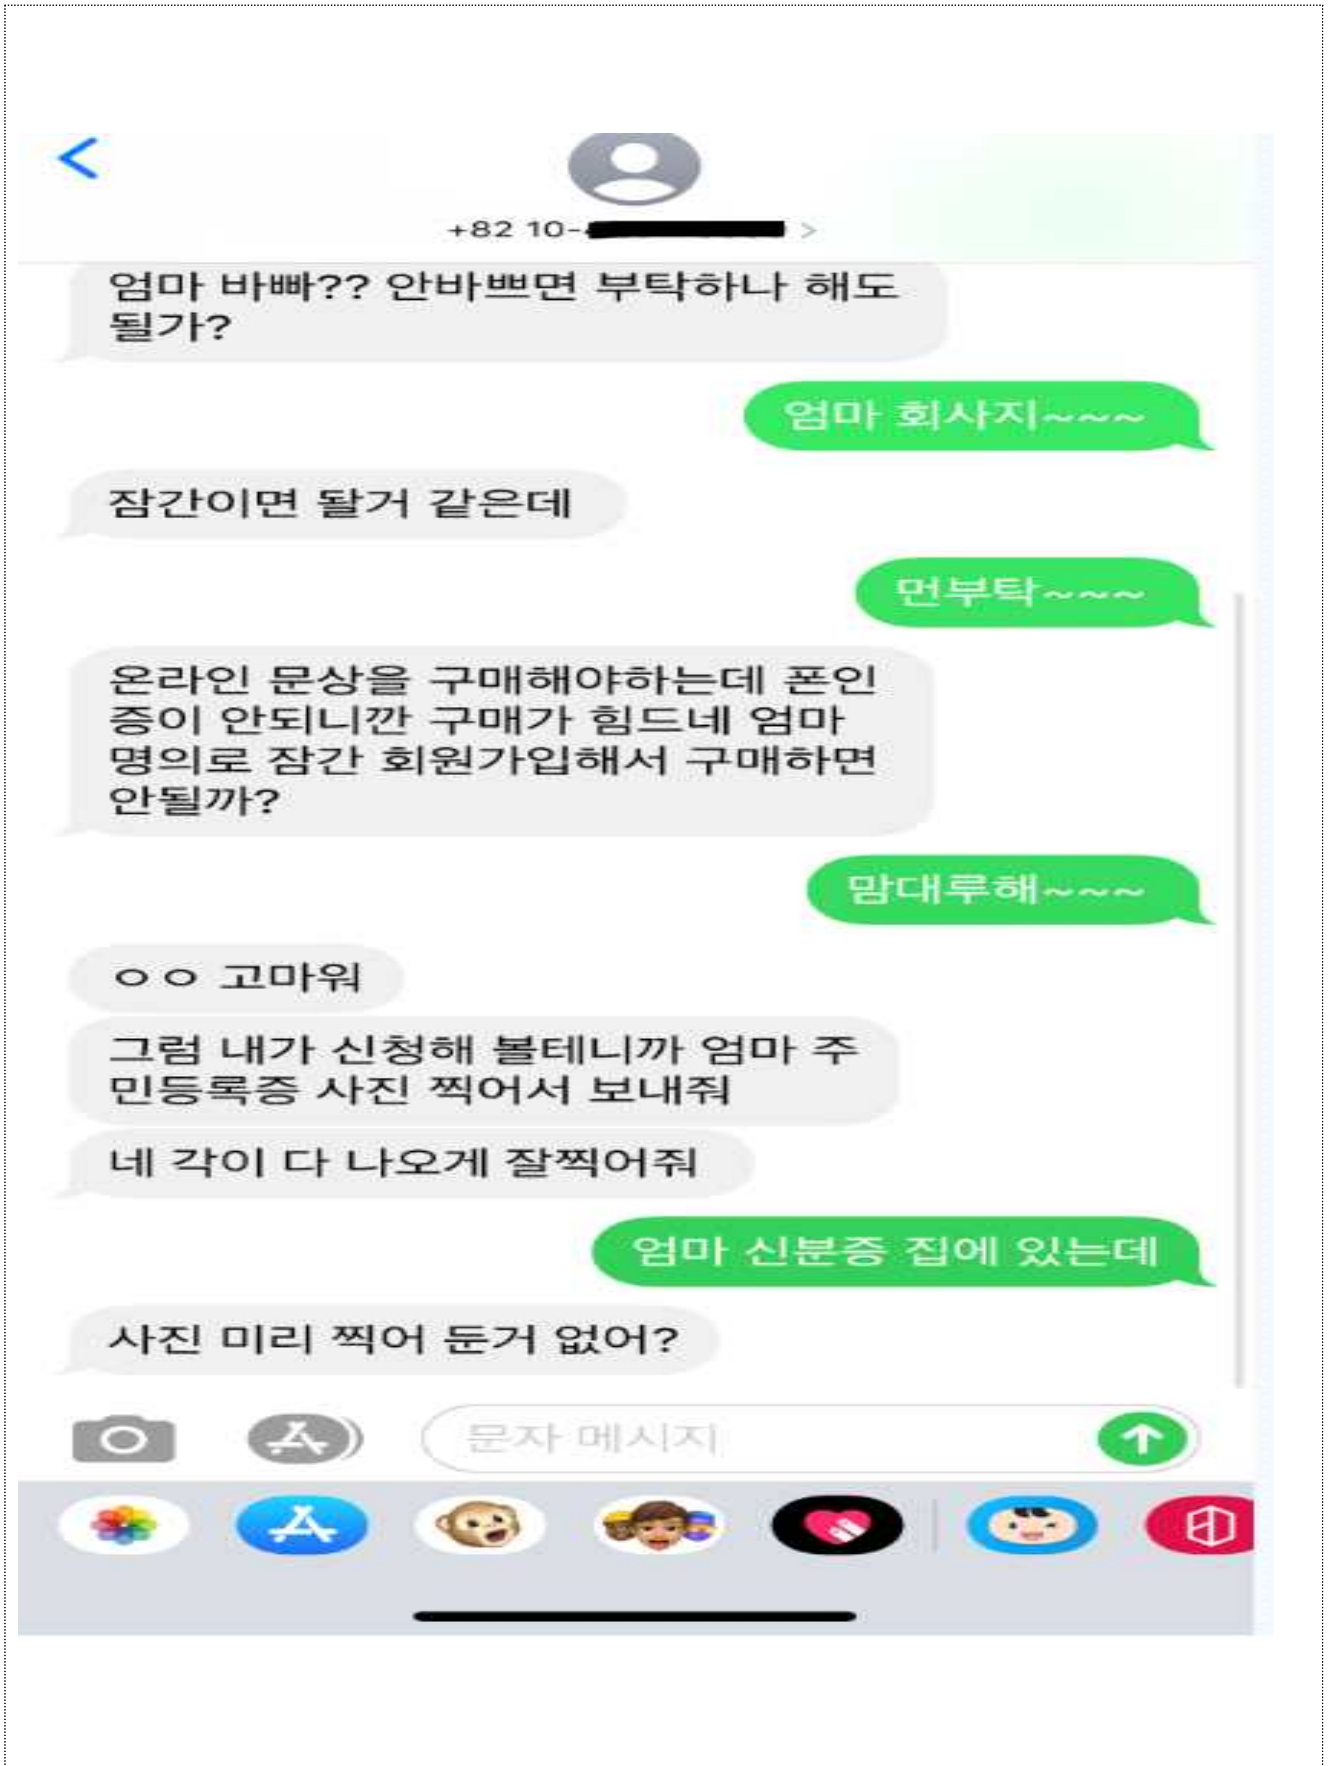 +82 10-
엄마 바빠?? 안바쁘면 부탁하나 해도
될가?
엄마 회사지~~~
잠간이면 돨거 같은데
먼부탁~~~
온라인 문상을 구매해야하는데 폰인
증이 안되니깐 구매가 힘드네 엄마
명의로 잠간 회원가입해서 구매하면
안될까?
맘대루해~~~
ㅇㅇ 고마워
그럼 내가 신청해 볼테니까 엄마 주
민등록증 사진 찍어서 보내줘
네 각이 다 나오게 잘찍어줘
엄마 신분증 집에 있는데
사진 미리 찍어 둔거 없어?
문자 메시지